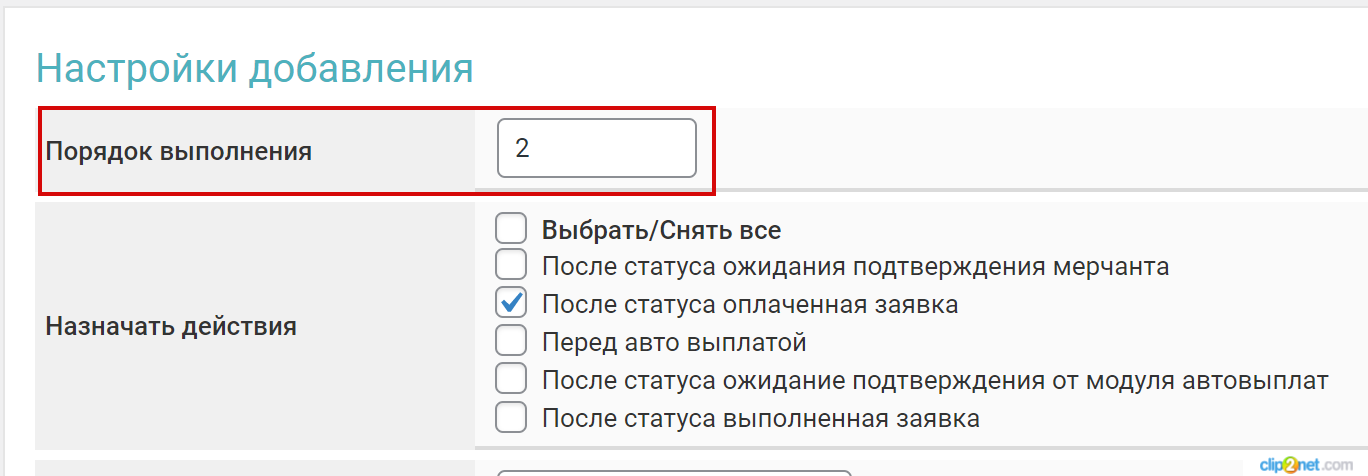 Настройки добавления
Порядок выполнения
2
Назначать действия
Выбрать/Снять все
После статуса ожидания подтверждения мерчанта
После статуса оплаченная заявка
Перед авто выплатой
После статуса ожидание подтверждения от модуля автовыплат
После статуса выполненная заявка
clip2net.com